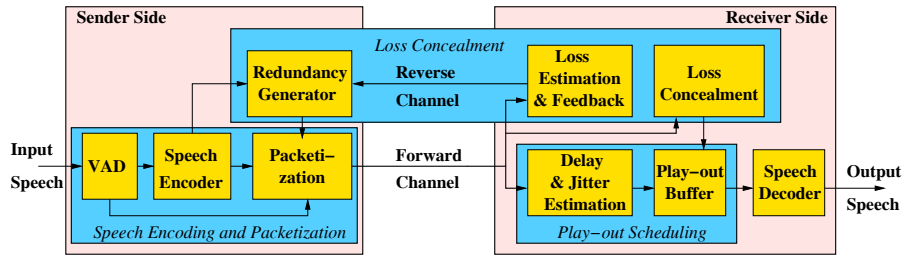 Sender Side
Receiver Side
Loss Concealment
Redundancy
Generator
Reverse
Channel
Loss
Estimation
& Feedback
Loss
Concealment
Input
Speech
VAD
Speech
Encoder
Packeti−
zation
Forward
Channel
Delay
& Jitter
Estimation
Play−out
Buffer
Speech
Decoder
Output
Speech
Speech Encoding and Packetization
Play−out Scheduling